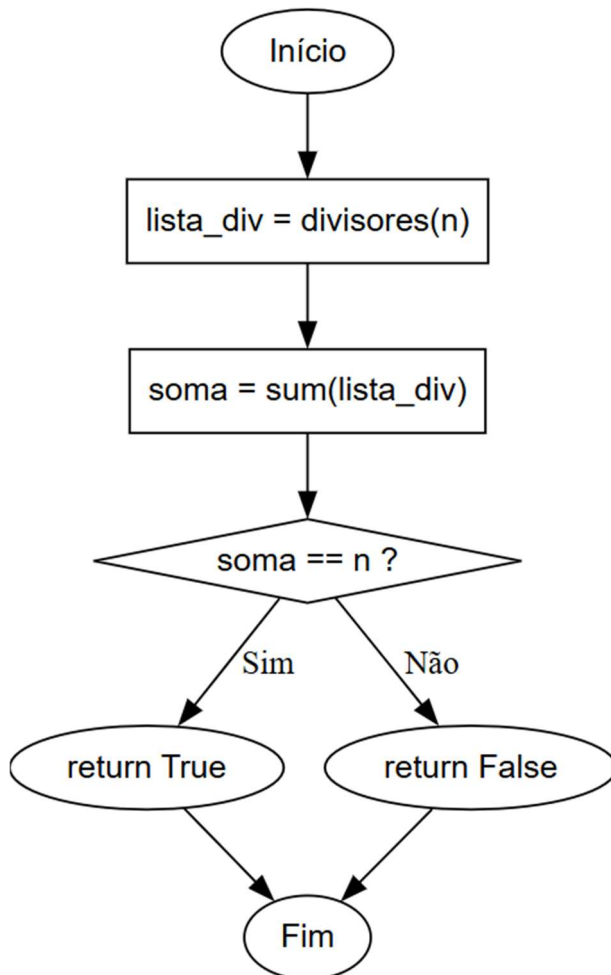 Início
lista_div = divisores(n)
soma = sum(lista_div)
soma == n ?
Sim
Não
return True
return False
Fim